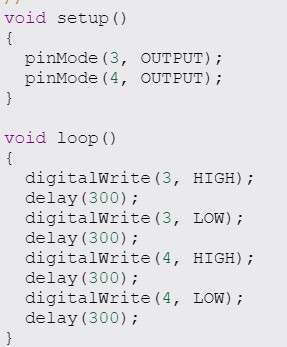 void setup()
{
  pinMode(3, OUTPUT);
  pinMode(4, OUTPUT);
}

void loop()
{
  digitalWrite(3, HIGH);
  delay(300);
  digitalWrite(3, LOW);
  delay(300);
  digitalWrite(4, HIGH);
  delay(300);
  digitalWrite(4, LOW);
  delay(300);
}